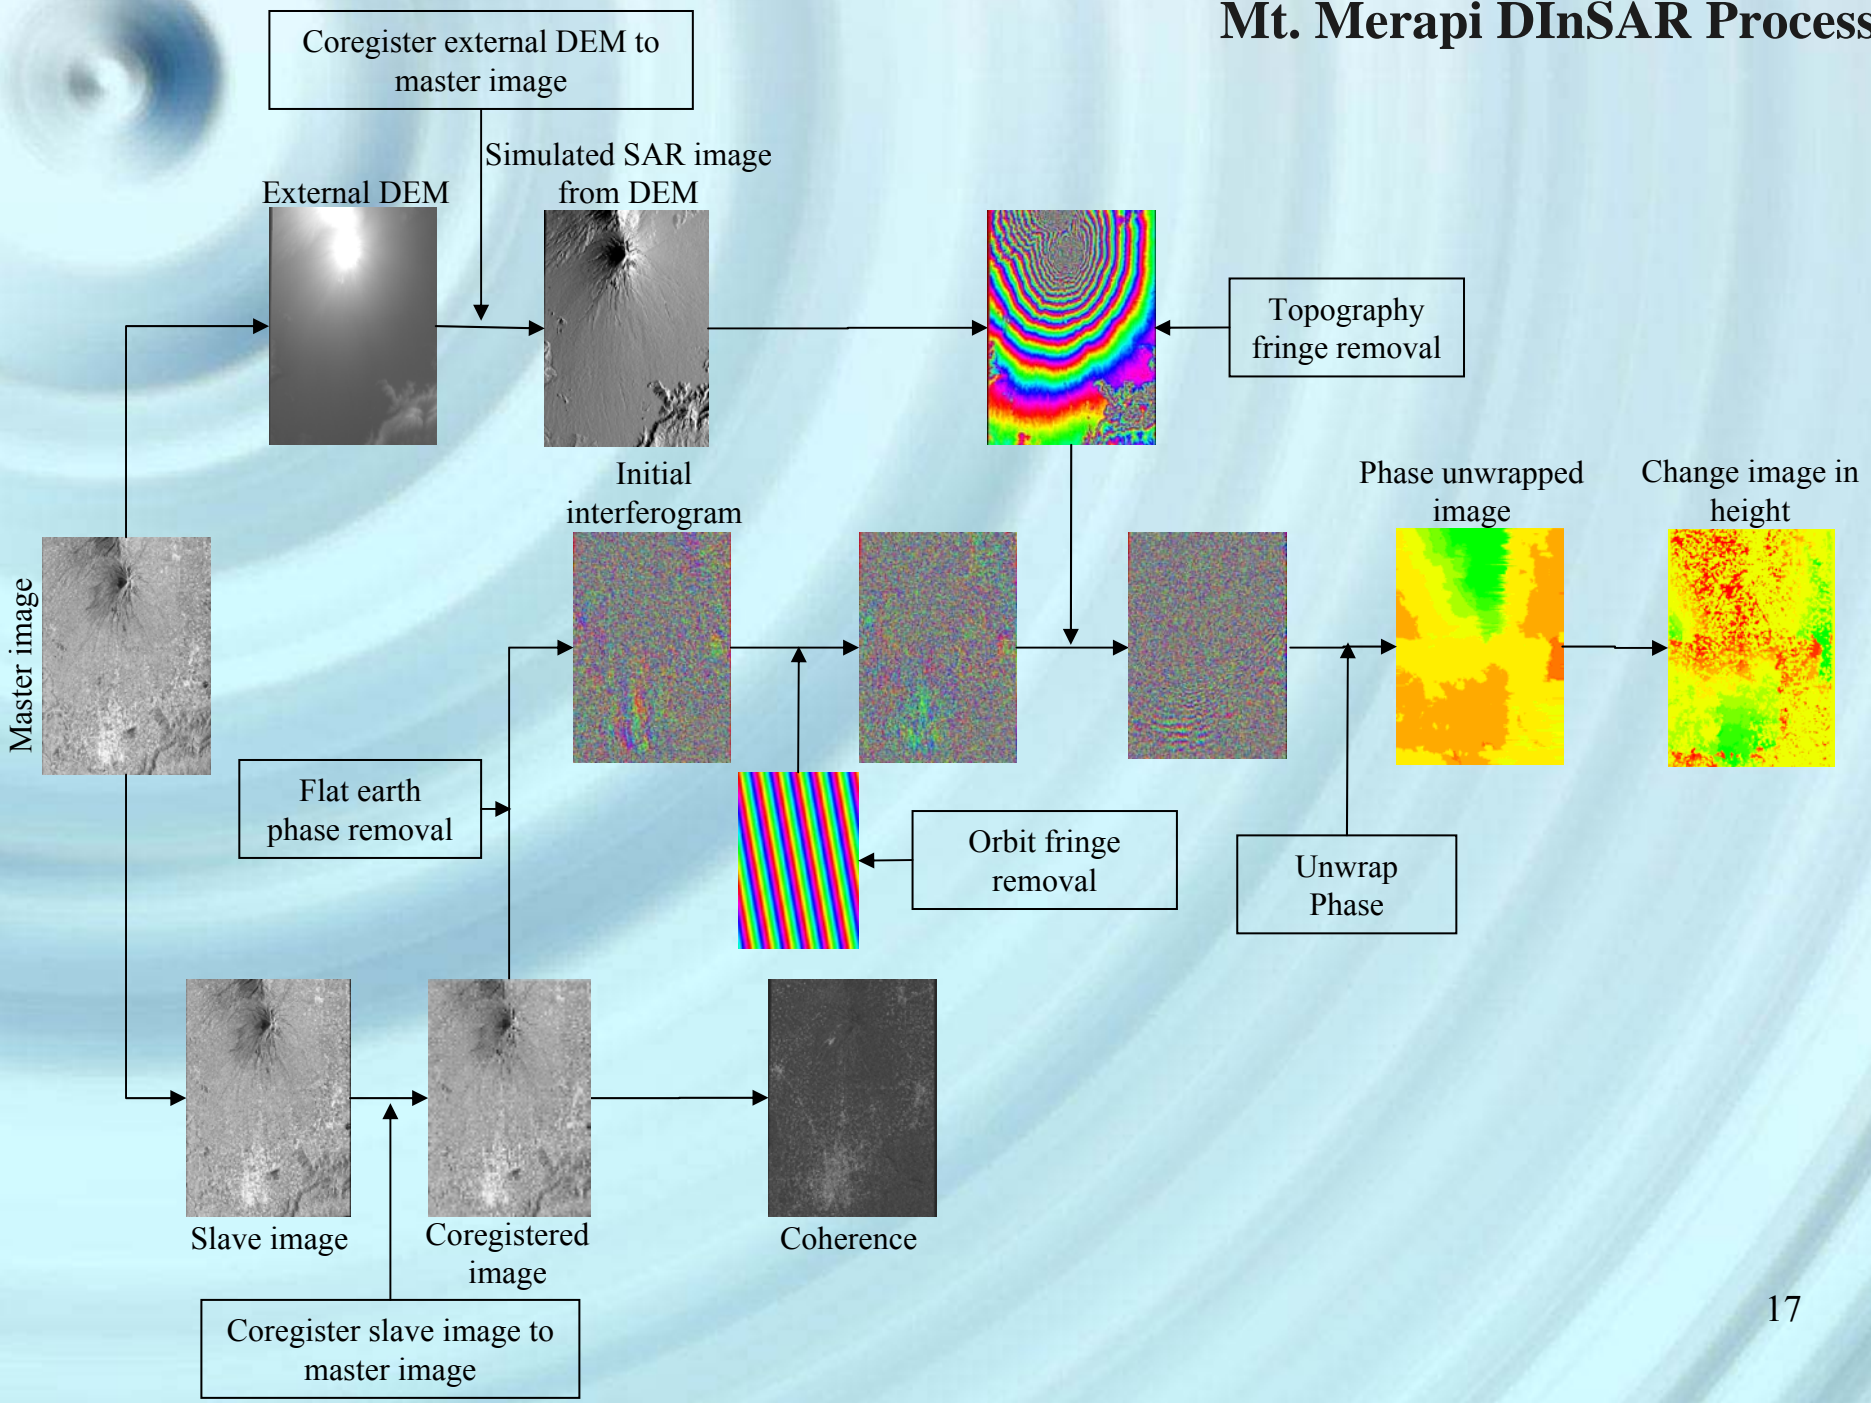 Mt. Merapi DInSAR Process
Coregister external DEM to
master image
Simulated SAR image
from DEM
External DEM
Topography
fringe removal
Initial
interferogram
Phase unwrapped
image
Change image in
height
Master image
Flat earth
phase removal
Orbit fringe
removal
Unwrap
Phase
Slave image
Coregistered
image
Coherence
Coregister slave image to
master image
17